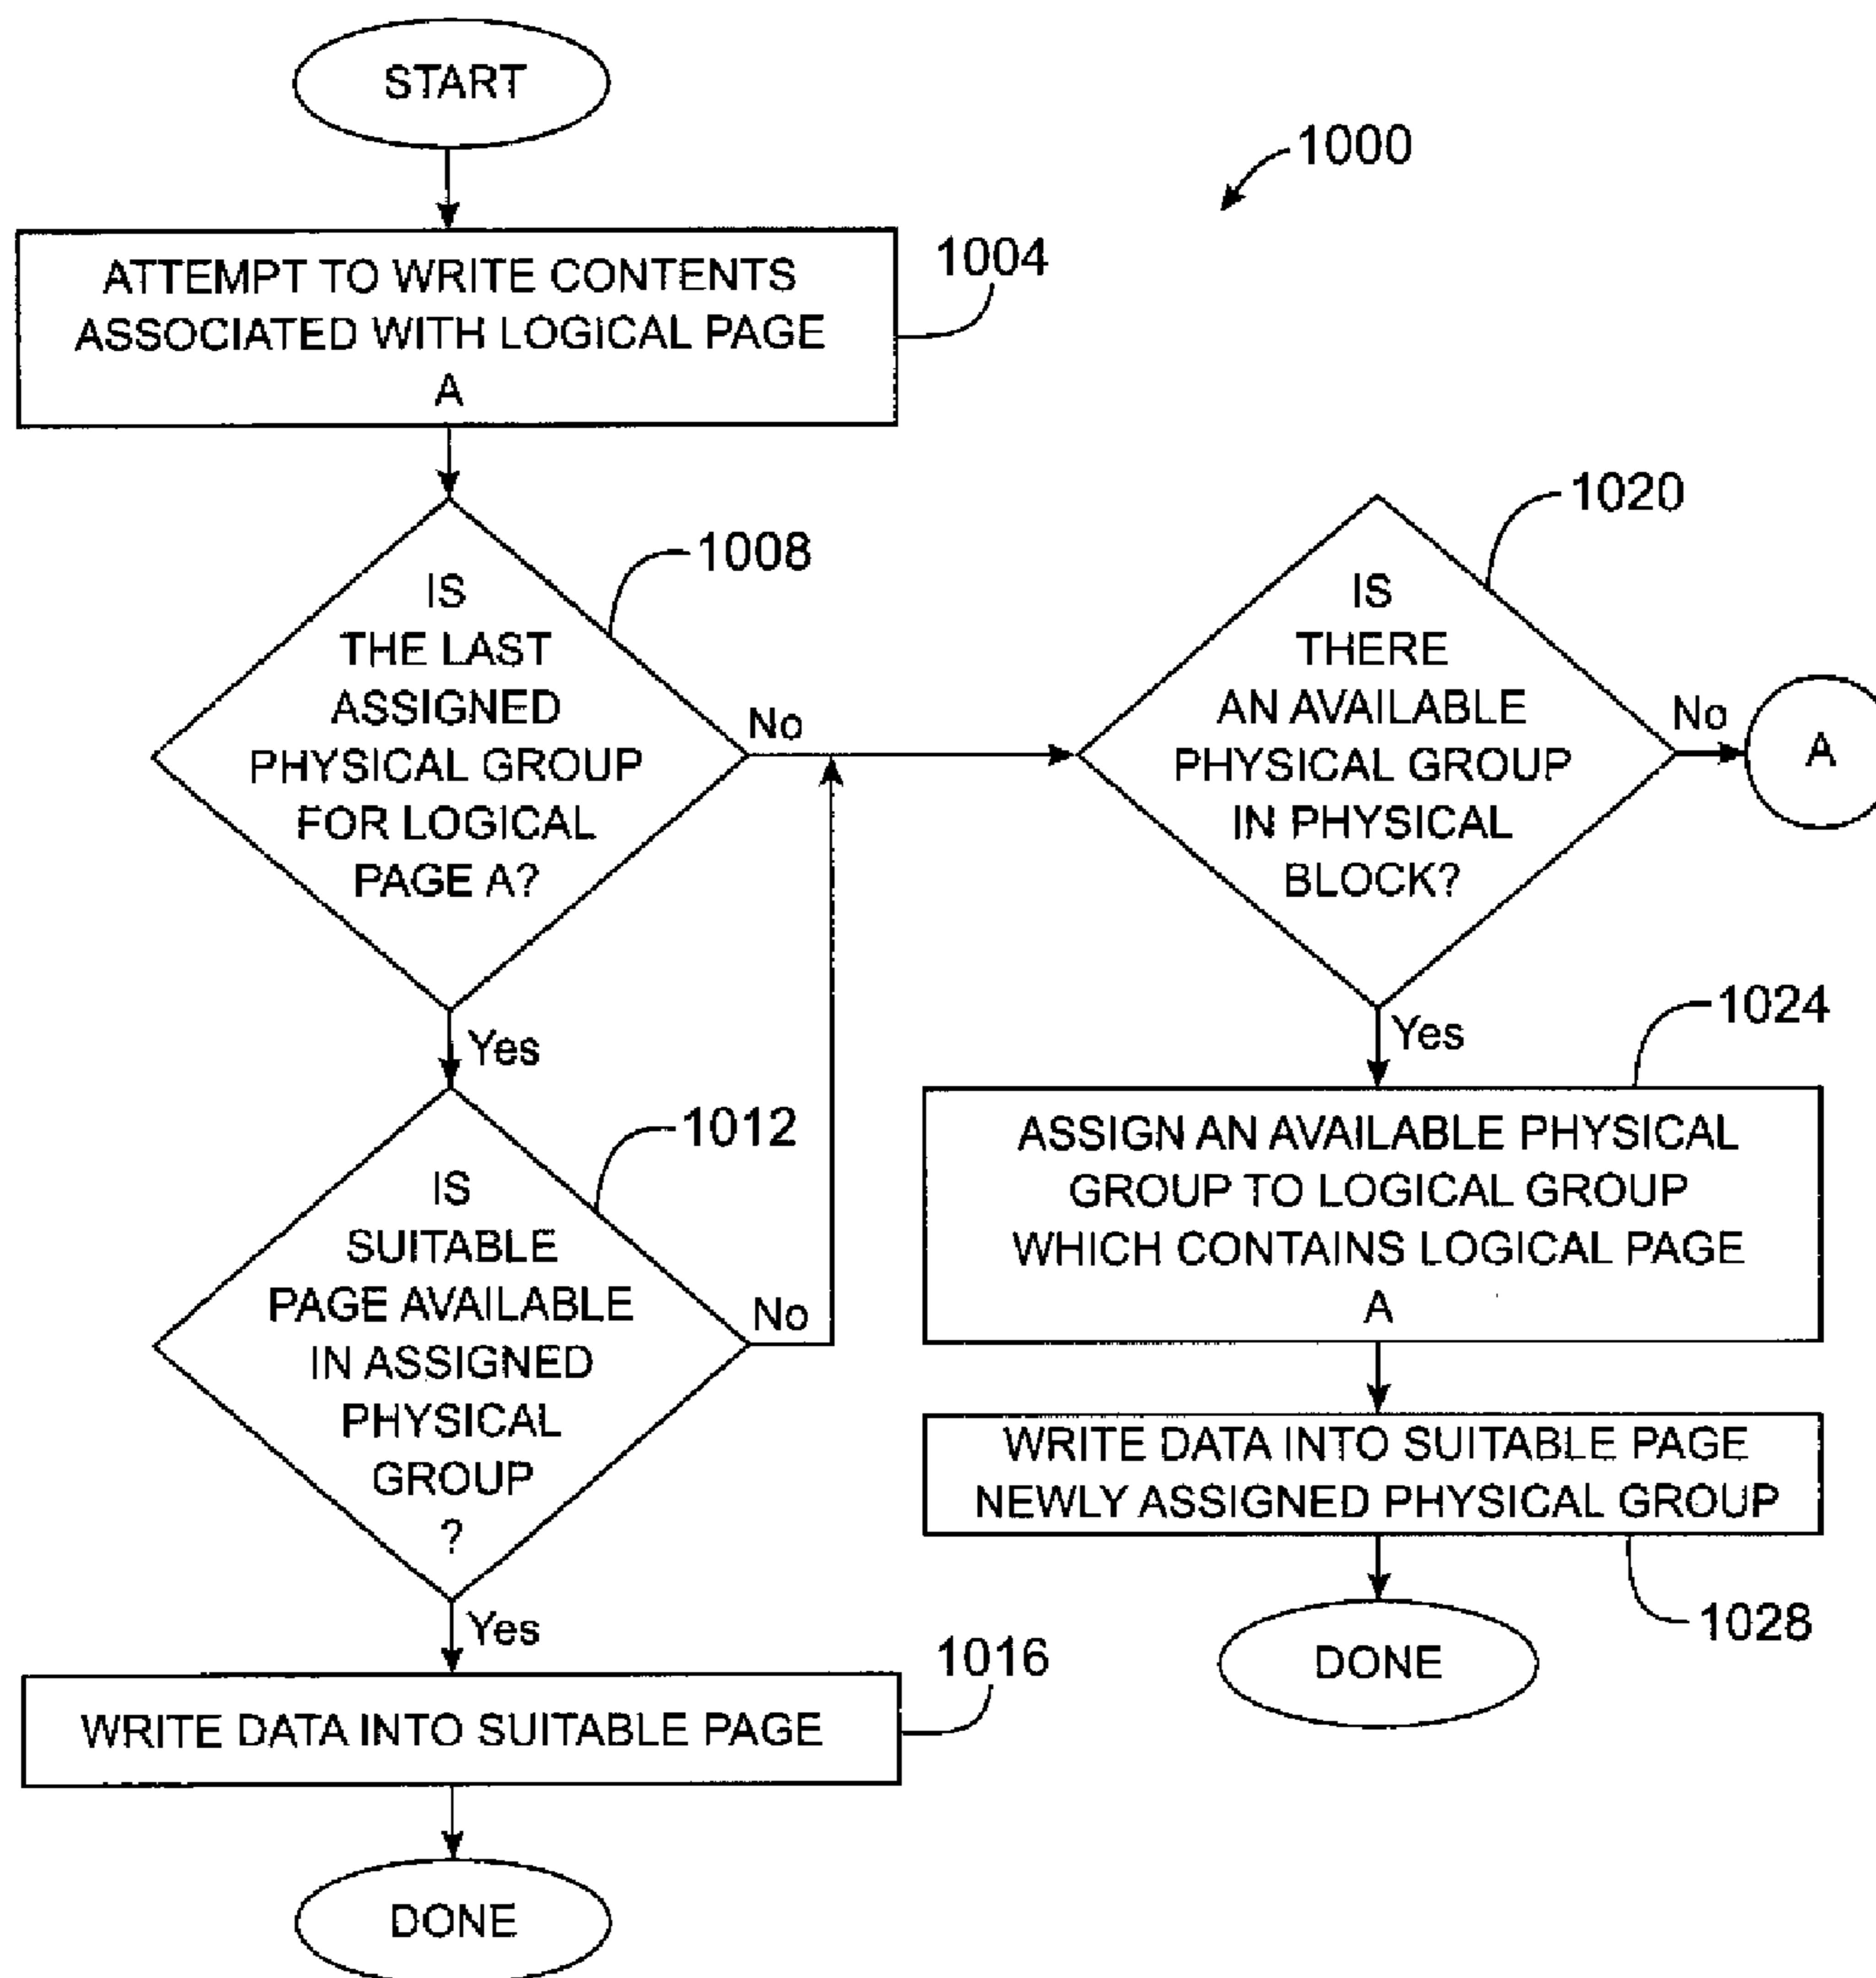 START
1000
ATTEMPT TO WRITE CONTENTS
ASSOCIATED WITH LOGICAL PAGE
A
1004
IS
THE LAST
ASSIGNED
PHYSICAL GROUP
FOR LOGICAL
PAGE A?
1008
No
Yes
IS
SUITABLE
PAGE AVAILABLE
IN ASSIGNED
PHYSICAL
GROUP
?
1012
No
Yes
WRITE DATA INTO SUITABLE PAGE
1016
DONE
IS
THERE
AN AVAILABLE
PHYSICAL GROUP
IN PHYSICAL
BLOCK?
1020
No
A
Yes
ASSIGN AN AVAILABLE PHYSICAL
GROUP TO LOGICAL GROUP
WHICH CONTAINS LOGICAL PAGE
A
1024
WRITE DATA INTO SUITABLE PAGE
NEWLY ASSIGNED PHYSICAL GROUP
1028
DONE